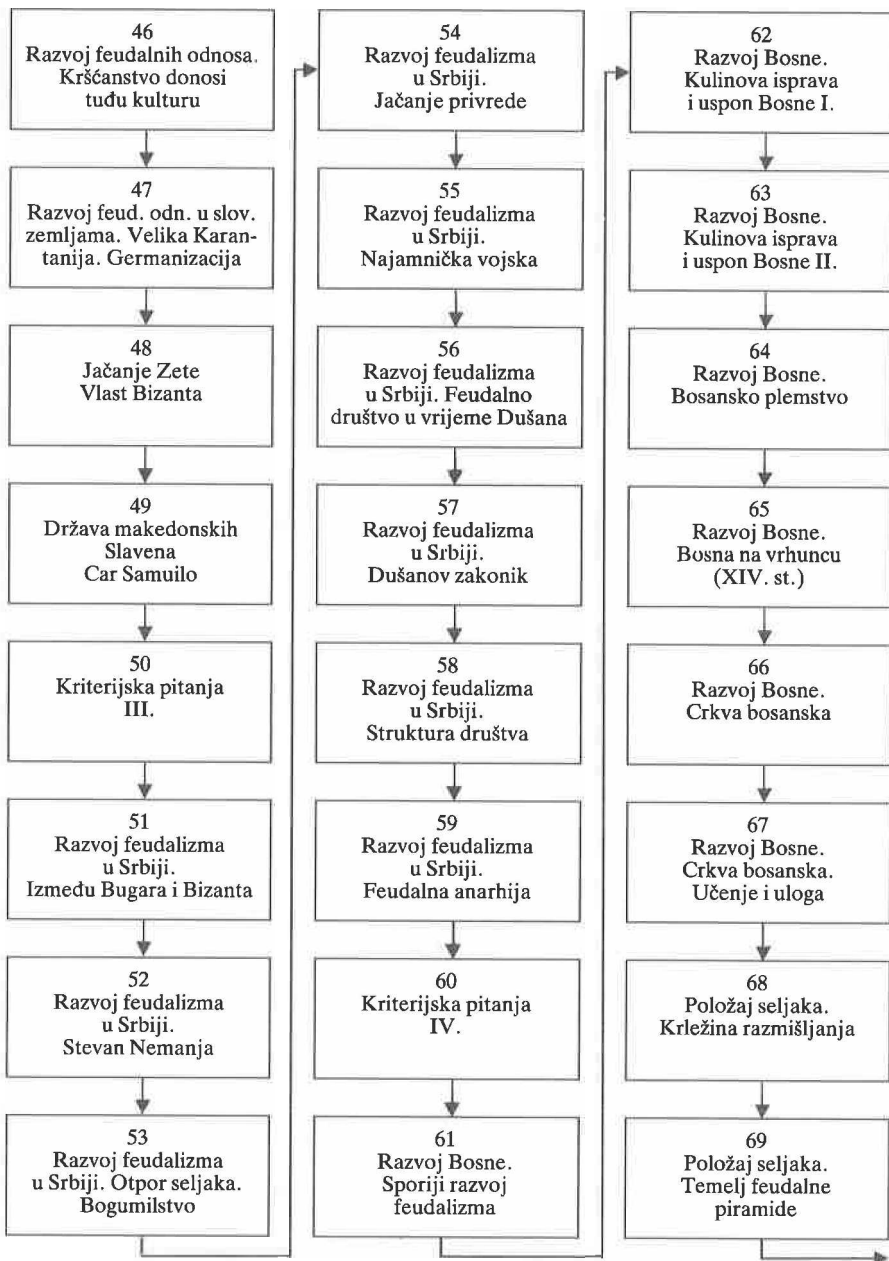 46
Razvoj feudalnih odnosa.
Kršćanstvo donosi
tuđu kulturu
47
Razvoj feud. odn. u slov.
zemljama. Velika Karan-
tanija. Germanizacija
48
Jačanje Zete
Vlast Bizanta
49
Država makedonskih
Slavena
Car Samuilo
50
Kriterijska pitanja
III.
51
Razvoj feudalizma
u Srbiji.
Između Bugara i Bizanta
52
Razvoj feudalizma
u Srbiji.
Stevan Nemanja
53
Razvoj feudalizma
u Srbiji. Otpor seljaka.
Bogumilstvo
54
Razvoj feudalizma
u Srbiji.
Jačanje privrede
55
Razvoj feudalizma
u Srbiji.
Najamnička vojska
56
Razvoj feudalizma
u Srbiji. Feudalno
društvo u vrijeme Dušana
57
Razvoj feudalizma
u Srbiji.
Dušanov zakonik
58
Razvoj feudalizma
u Srbiji.
Struktura društva
59
Razvoj feudalizma
u Srbiji.
Feudalna anarhija
60
Kriterijska pitanja
IV.
61
Razvoj Bosne.
Sporiji razvoj
feudalizma
62
Razvoj Bosne.
Kulinova isprava
i uspon Bosne I.
63
Razvoj Bosne.
Kulinova isprava
i uspon Bosne II.
64
Razvoj Bosne.
Bosansko plemstvo
65
Razvoj Bosne.
Bosna na vrhuncu
(XIV. st.)
66
Razvoj Bosne.
Crkva bosanska
67
Razvoj Bosne.
Crkva bosanska.
Učenje i uloga
68
Položaj seljaka.
Krležina razmišljanja
69
Položaj seljaka.
Temelj feudalne
piramide